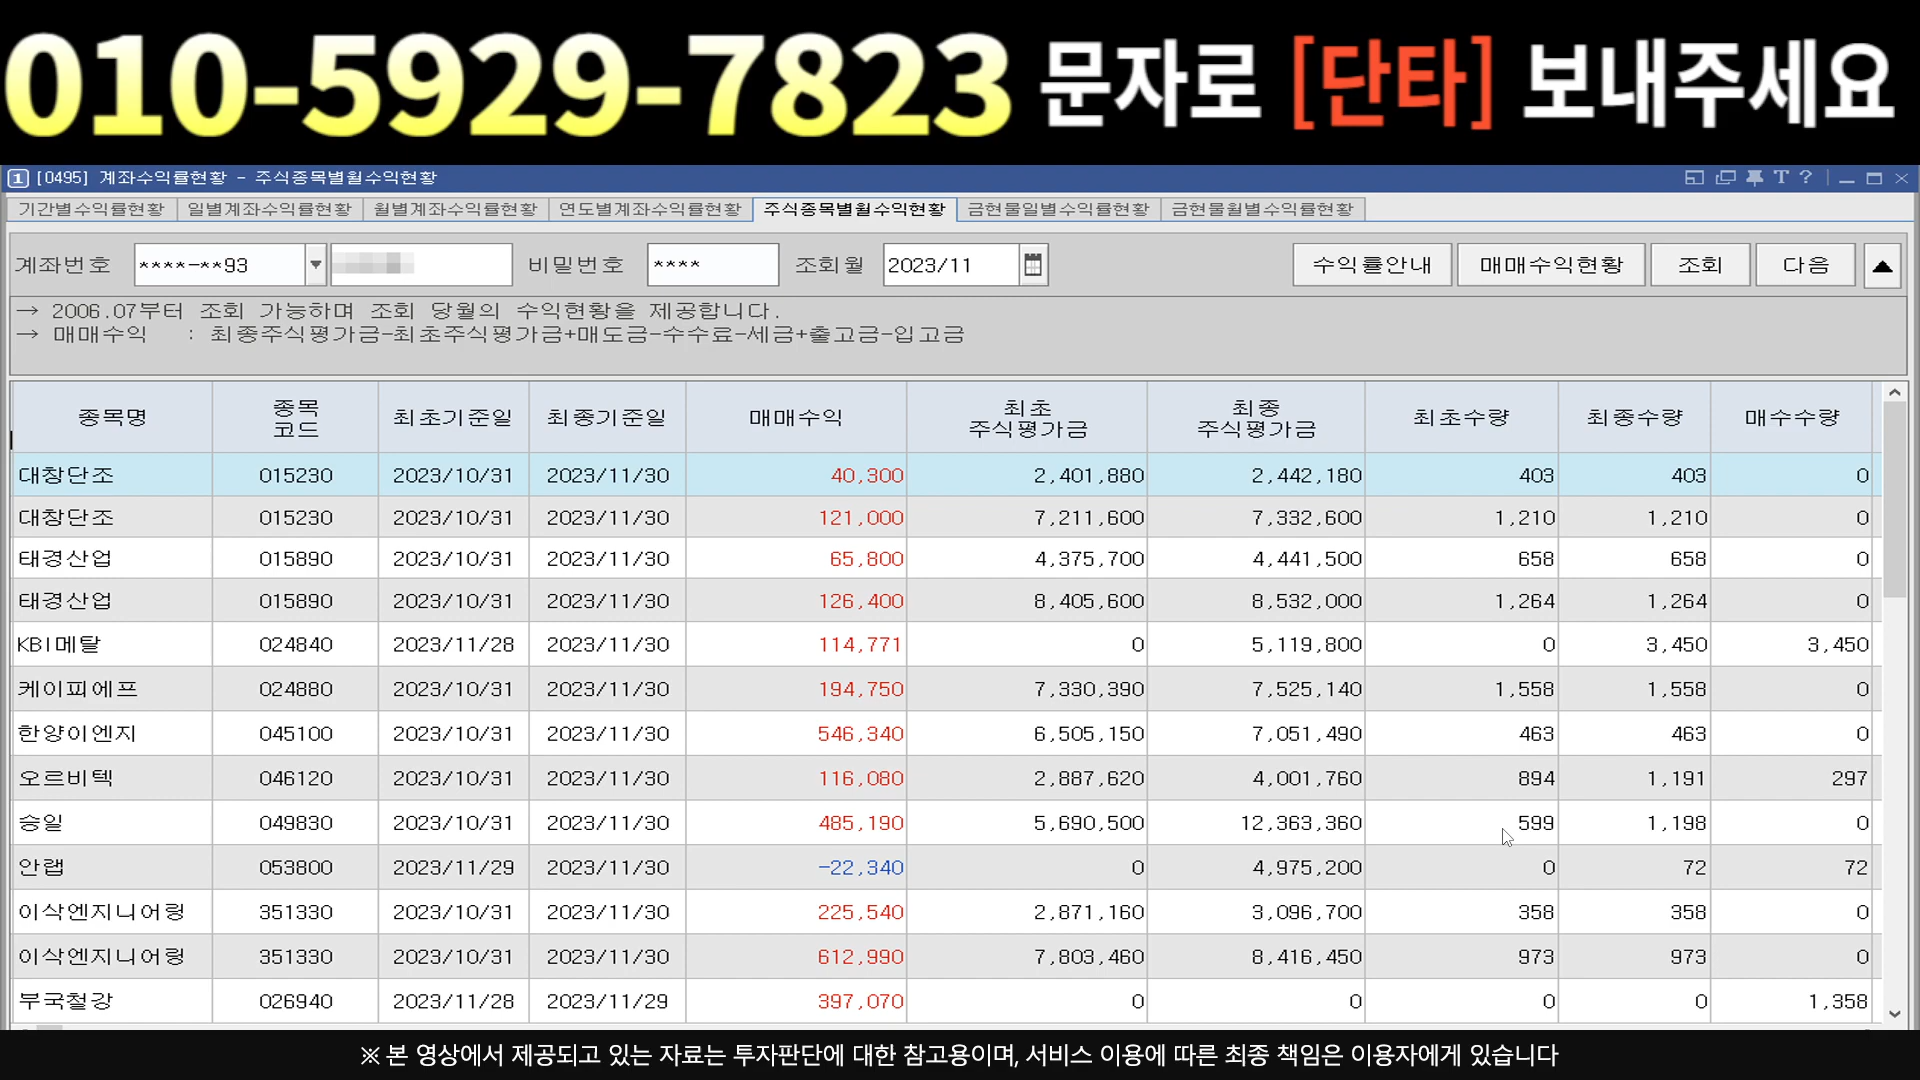 010-5929-7823 문자로 [단타] 보내주세요
1 [0495] 계좌수익률현황 - 주식종목별월수익현황
기간별수익률현황 일별계좌수익률현황 월별계좌수익률현황 연도별계좌수익률현황 주식종목별월수익현황 금현물일별수익률현황 금현물월별수익률현황
계좌번호 ****-**93 비밀번호 **** 조회월 2023/11 수익률안내 매매수익현황 조회 다음 ▲
→ 2006.07부터 조회 가능하며 조회 당월의 수익현황을 제공합니다.
→ 매매수익 : 최종주식평가금-최초주식평가금+매도금-수수료-세금+출고금-입고금
종목명 종목코드 최초기준일 최종기준일 매매수익 최초주식평가금 최종주식평가금 최초수량 최종수량 매수수량
대창단조 015230 2023/10/31 2023/11/30 40,300 2,401,880 2,442,180 403 403 0
대창단조 015230 2023/10/31 2023/11/30 121,000 7,211,600 7,332,600 1,210 1,210 0
태경산업 015890 2023/10/31 2023/11/30 65,800 4,375,700 4,441,500 658 658 0
태경산업 015890 2023/10/31 2023/11/30 126,400 8,405,600 8,532,000 1,264 1,264 0
KBI메탈 024840 2023/11/28 2023/11/30 114,771 0 5,119,800 0 3,450 3,450
케이피에프 024880 2023/10/31 2023/11/30 194,750 7,330,390 7,525,140 1,558 1,558 0
한양이엔지 045100 2023/10/31 2023/11/30 546,340 6,505,150 7,051,490 463 463 0
오르비텍 046120 2023/10/31 2023/11/30 116,080 2,887,620 4,001,760 894 1,191 297
승일 049830 2023/10/31 2023/11/30 485,190 5,690,500 12,363,360 599 1,198 0
안랩 053800 2023/11/29 2023/11/30 -22,340 0 4,975,200 0 72 72
이삭엔지니어링 351330 2023/10/31 2023/11/30 225,540 2,871,160 3,096,700 358 358 0
이삭엔지니어링 351330 2023/10/31 2023/11/30 612,990 7,803,460 8,416,450 973 973 0
부국철강 026940 2023/11/28 2023/11/29 397,070 0 0 0 0 1,358
※ 본 영상에서 제공되고 있는 자료는 투자판단에 대한 참고용이며, 서비스 이용에 따른 최종 책임은 이용자에게 있습니다